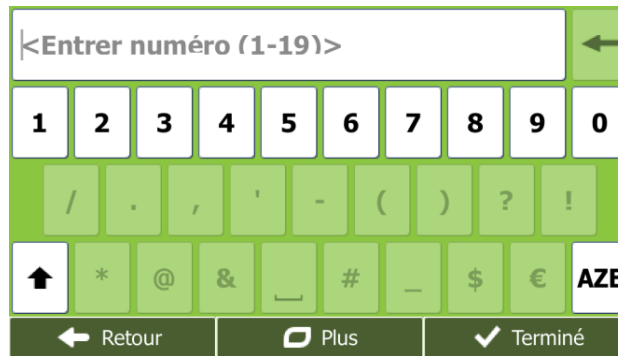 <Entrer numéro (1-19)>
1 2 3 4 5 6 7 8 9 0
/ . , ' - ( ) ? !
* @ & # _ $ € AZE
Retour Plus Terminé